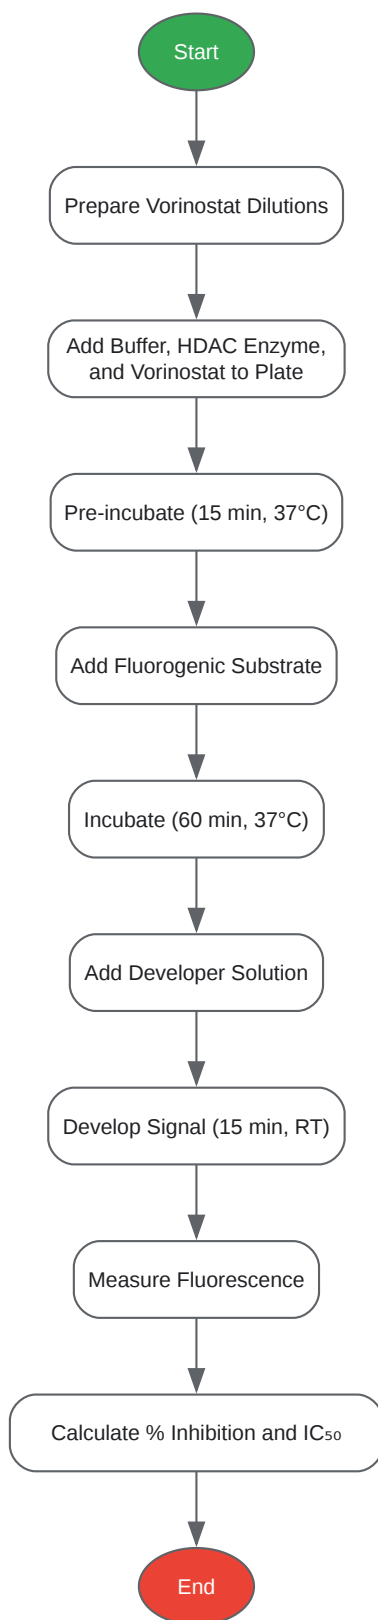 Start
Prepare Vorinostat Dilutions
Add Buffer, HDAC Enzyme,
and Vorinostat to Plate
Pre-incubate (15 min, 37°C)
Add Fluorogenic Substrate
Incubate (60 min, 37°C)
Add Developer Solution
Develop Signal (15 min, RT)
Measure Fluorescence
Calculate % Inhibition and IC₅₀
End